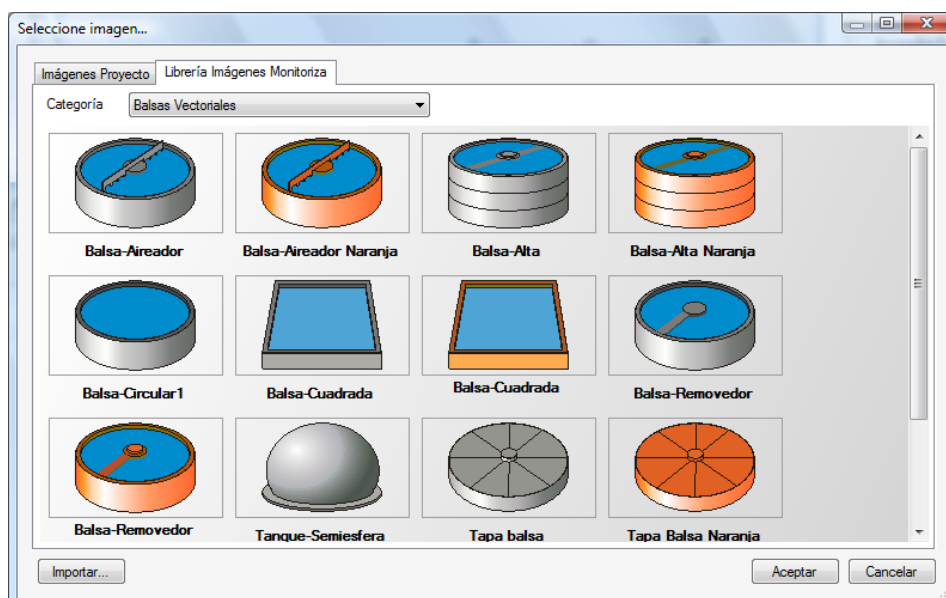 Seleccione imagen...
Imágenes Proyecto
Librería Imágenes Monitoriza
Categoría
Balsas Vectoriales
Balsa-Aireador
Balsa-Aireador Naranja
Balsa-Alta
Balsa-Alta Naranja
Balsa-Circular1
Balsa-Cuadrada
Balsa-Cuadrada
Balsa-Removedor
Balsa-Removedor
Tanque-Semiesfera
Tapa balsa
Tapa Balsa Naranja
Importar...
Aceptar
Cancelar